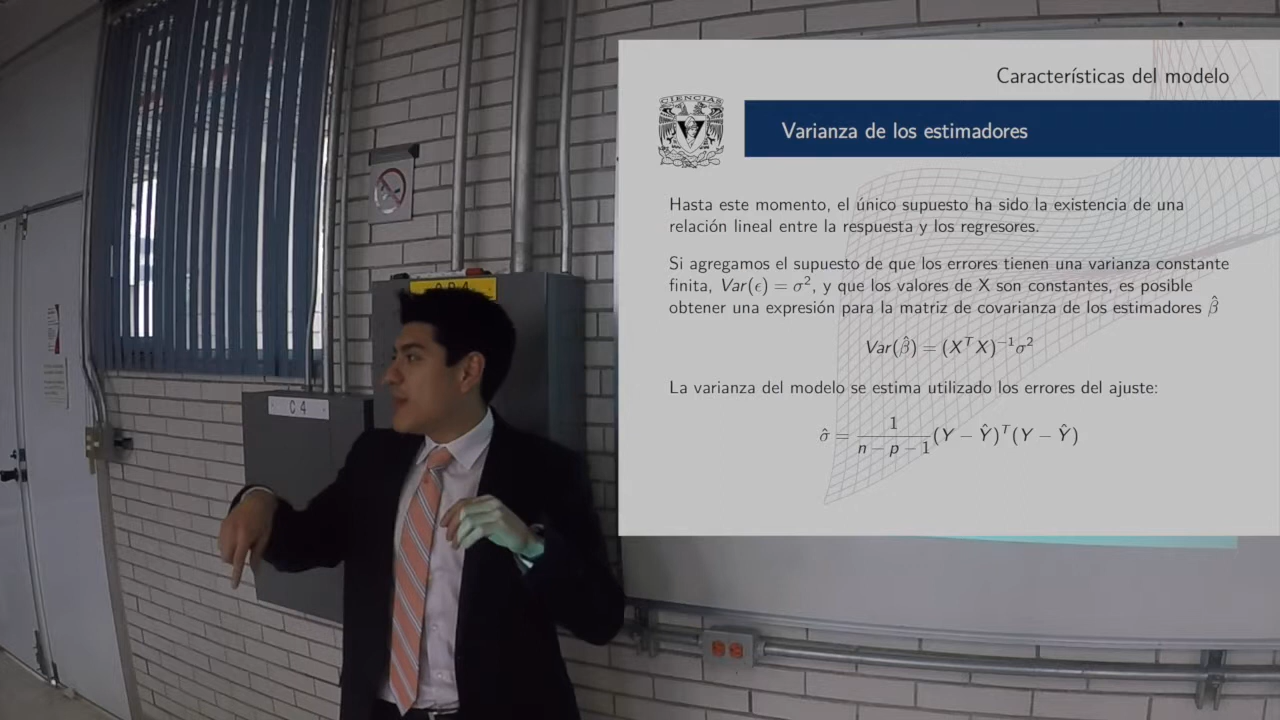 Características del modelo
CIENCIAS
Varianza de los estimadores
Hasta este momento, el único supuesto ha sido la existencia de una
relación lineal entre la respuesta y los regresores.
Si agregamos el supuesto de que los errores tienen una varianza constante
finita, Var(ϵ) = σ², y que los valores de X son constantes, es posible
obtener una expresión para la matriz de covarianza de los estimadores β̂
Var(β̂) = (XᵀX)⁻¹σ²
La varianza del modelo se estima utilizado los errores del ajuste:
σ̂ = 1/(n − p − 1) (Y − Ŷ)ᵀ(Y − Ŷ)
C 4